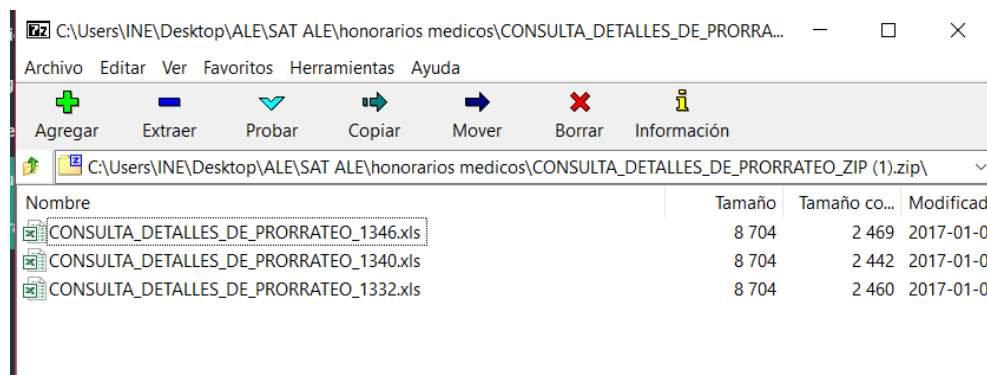 C:\Users\INE\Desktop\ALE\SAT ALE\honorarios medicos\CONSULTA_DETALLES_DE_PRORRA...
Archivo Editar Ver Favoritos Herramientas Ayuda
Agregar Extraer Probar Copiar Mover Borrar Información
C:\Users\INE\Desktop\ALE\SAT ALE\honorarios medicos\CONSULTA_DETALLES_DE_PRORRATEO_ZIP (1).zip\
Nombre Tamaño Tamaño co... Modificad
CONSULTA_DETALLES_DE_PRORRATEO_1346.xls 8 704 2 469 2017-01-0
CONSULTA_DETALLES_DE_PRORRATEO_1340.xls 8 704 2 442 2017-01-0
CONSULTA_DETALLES_DE_PRORRATEO_1332.xls 8 704 2 460 2017-01-0